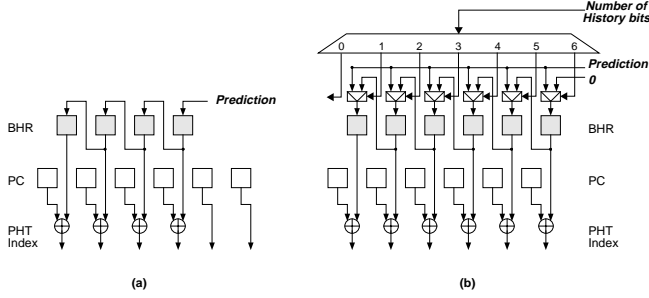 Number of
History bits
0 1 2 3 4 5 6
Prediction
0
Prediction
BHR
BHR
PC
PC
PHT
Index
PHT
Index
(a)
(b)